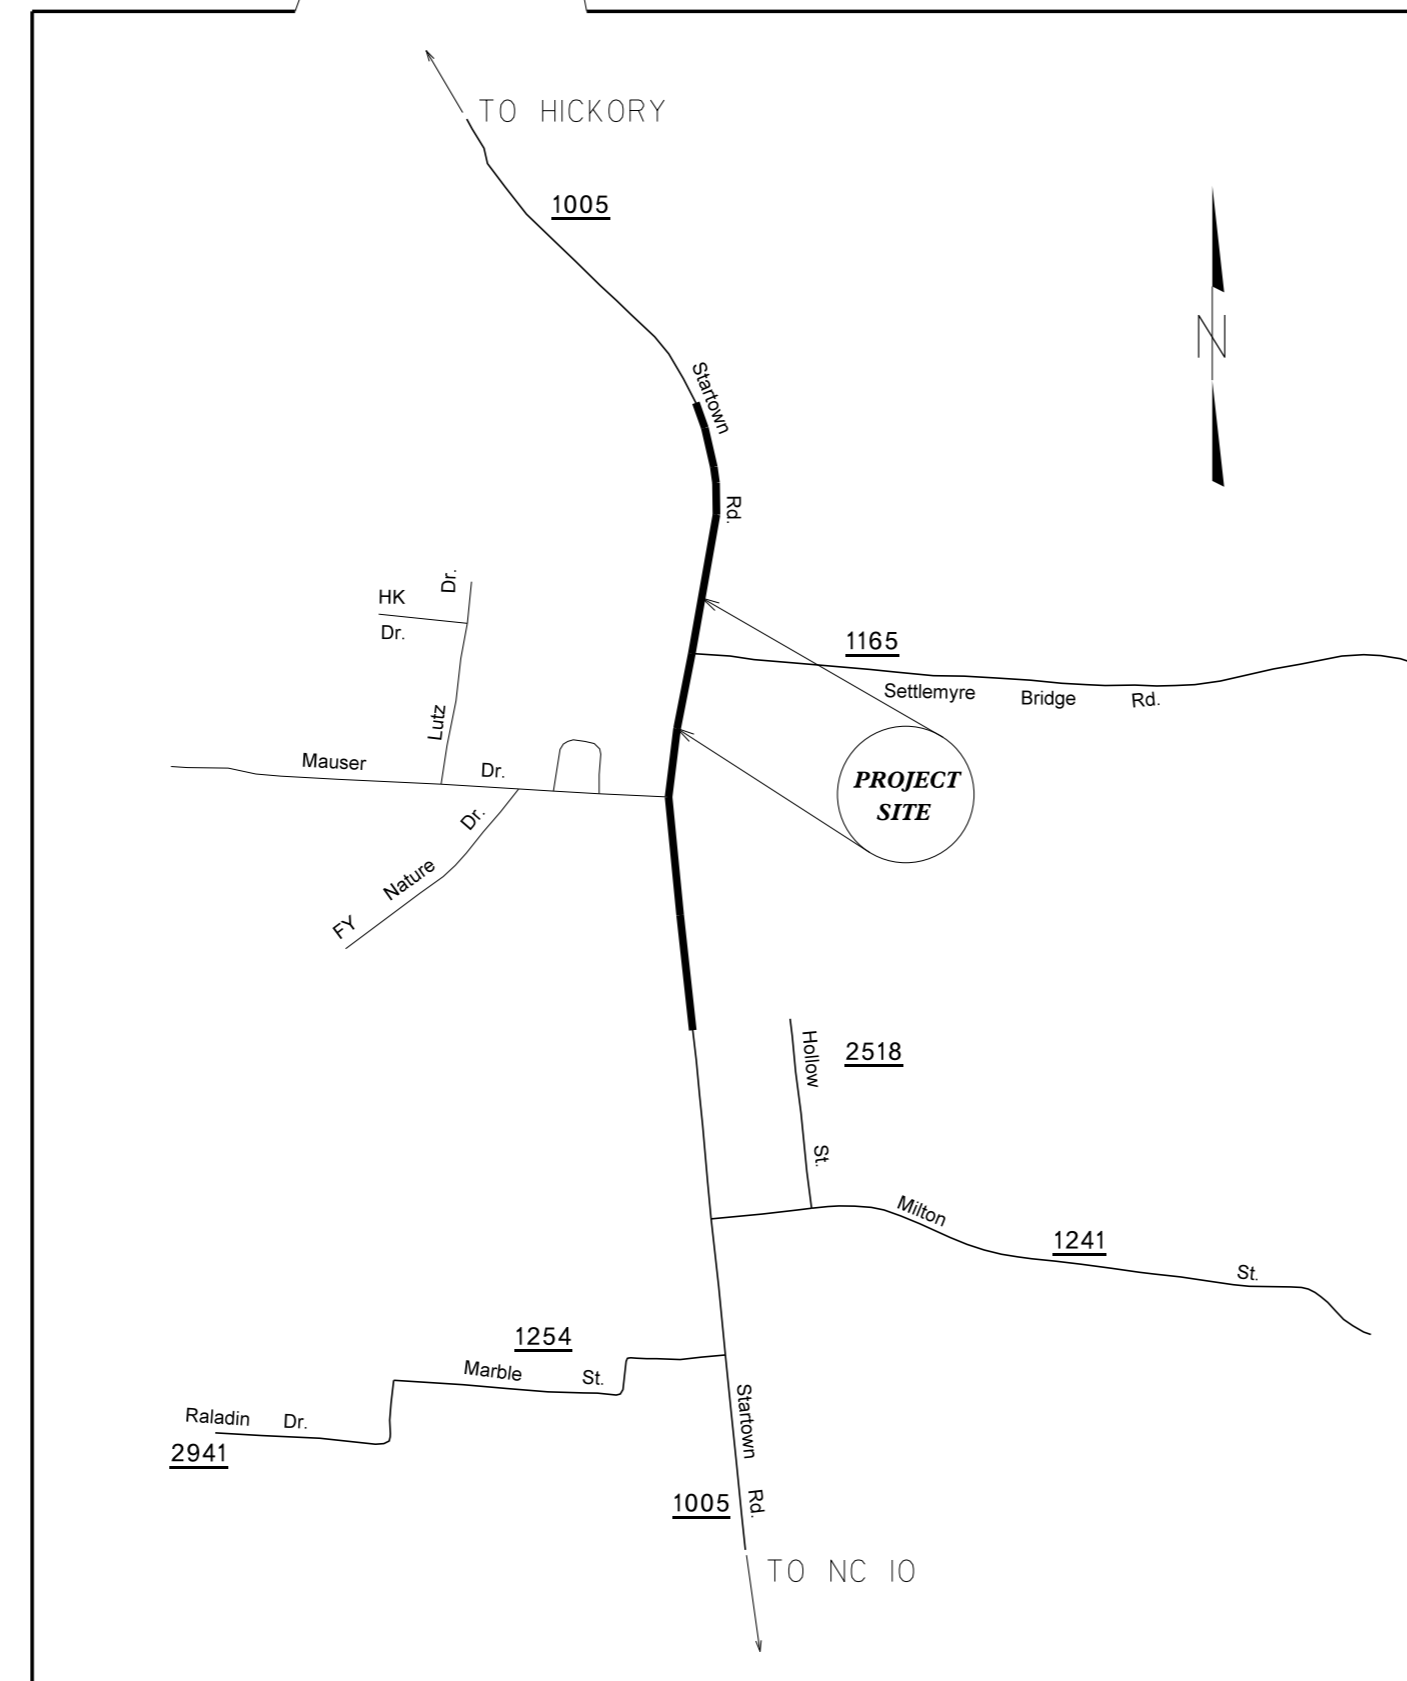 TO HICKORY
1005
Startown Rd.
N
HK Dr.
Lutz Dr.
1165
Settlemyre Bridge Rd.
Mauser Dr.
PROJECT
SITE
FY Nature Dr.
Hollow St.
2518
Milton St.
1241
1254
Marble St.
Raladin Dr.
2941
Startown Rd.
1005
TO NC 10